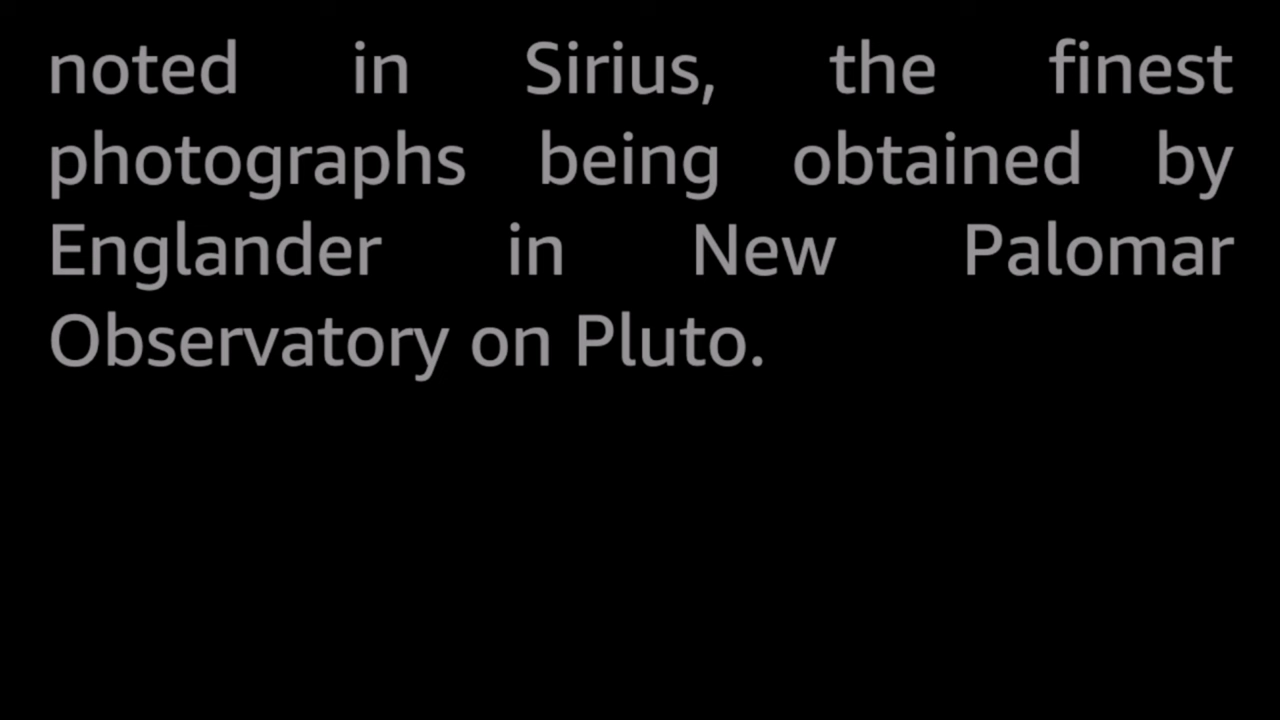 noted in Sirius, the finest
photographs being obtained by
Englander in New Palomar
Observatory on Pluto.